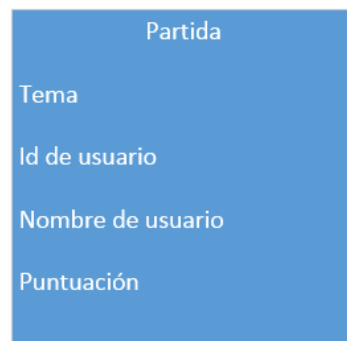 Partida
Tema
Id de usuario
Nombre de usuario
Puntuación